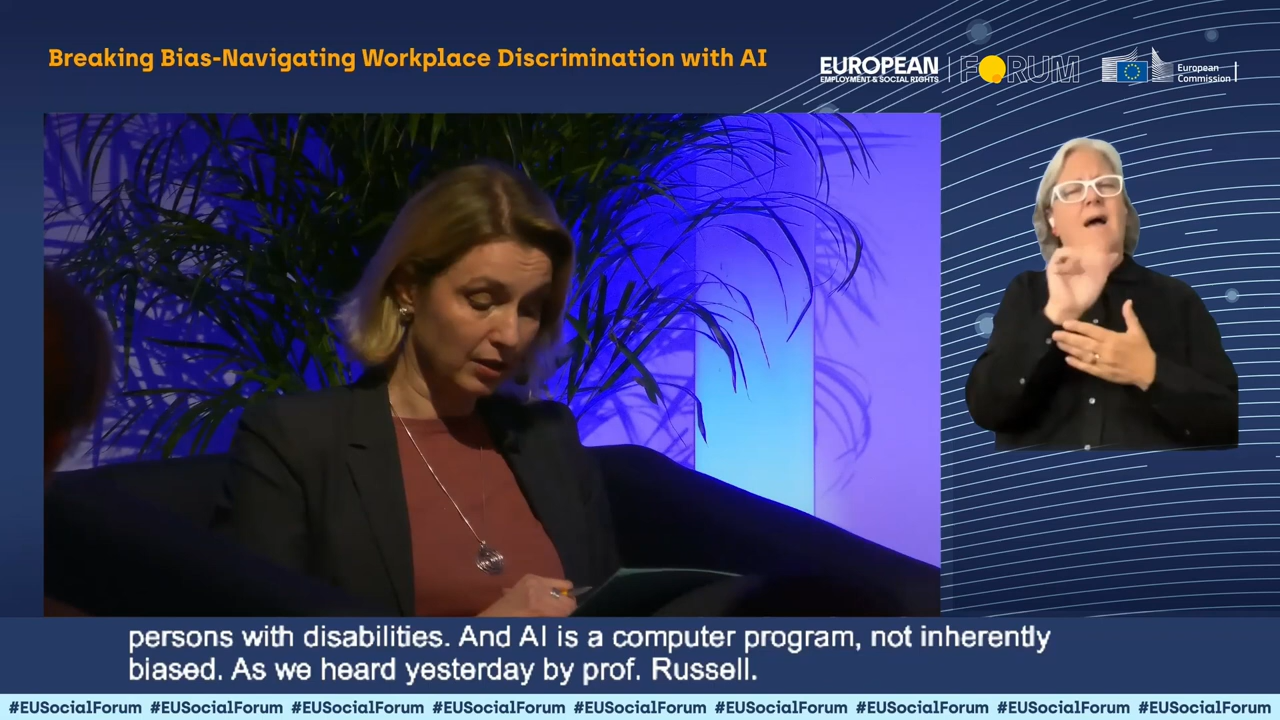 Breaking Bias-Navigating Workplace Discrimination with AI
EUROPEAN
EMPLOYMENT & SOCIAL RIGHTS
FORUM
European
Commission
persons with disabilities. And AI is a computer program, not inherently
biased. As we heard yesterday by prof. Russell.
#EUSocialForum #EUSocialForum #EUSocialForum #EUSocialForum #EUSocialForum #EUSocialForum #EUSocialForum #EUSocialForum #EUSocialForum